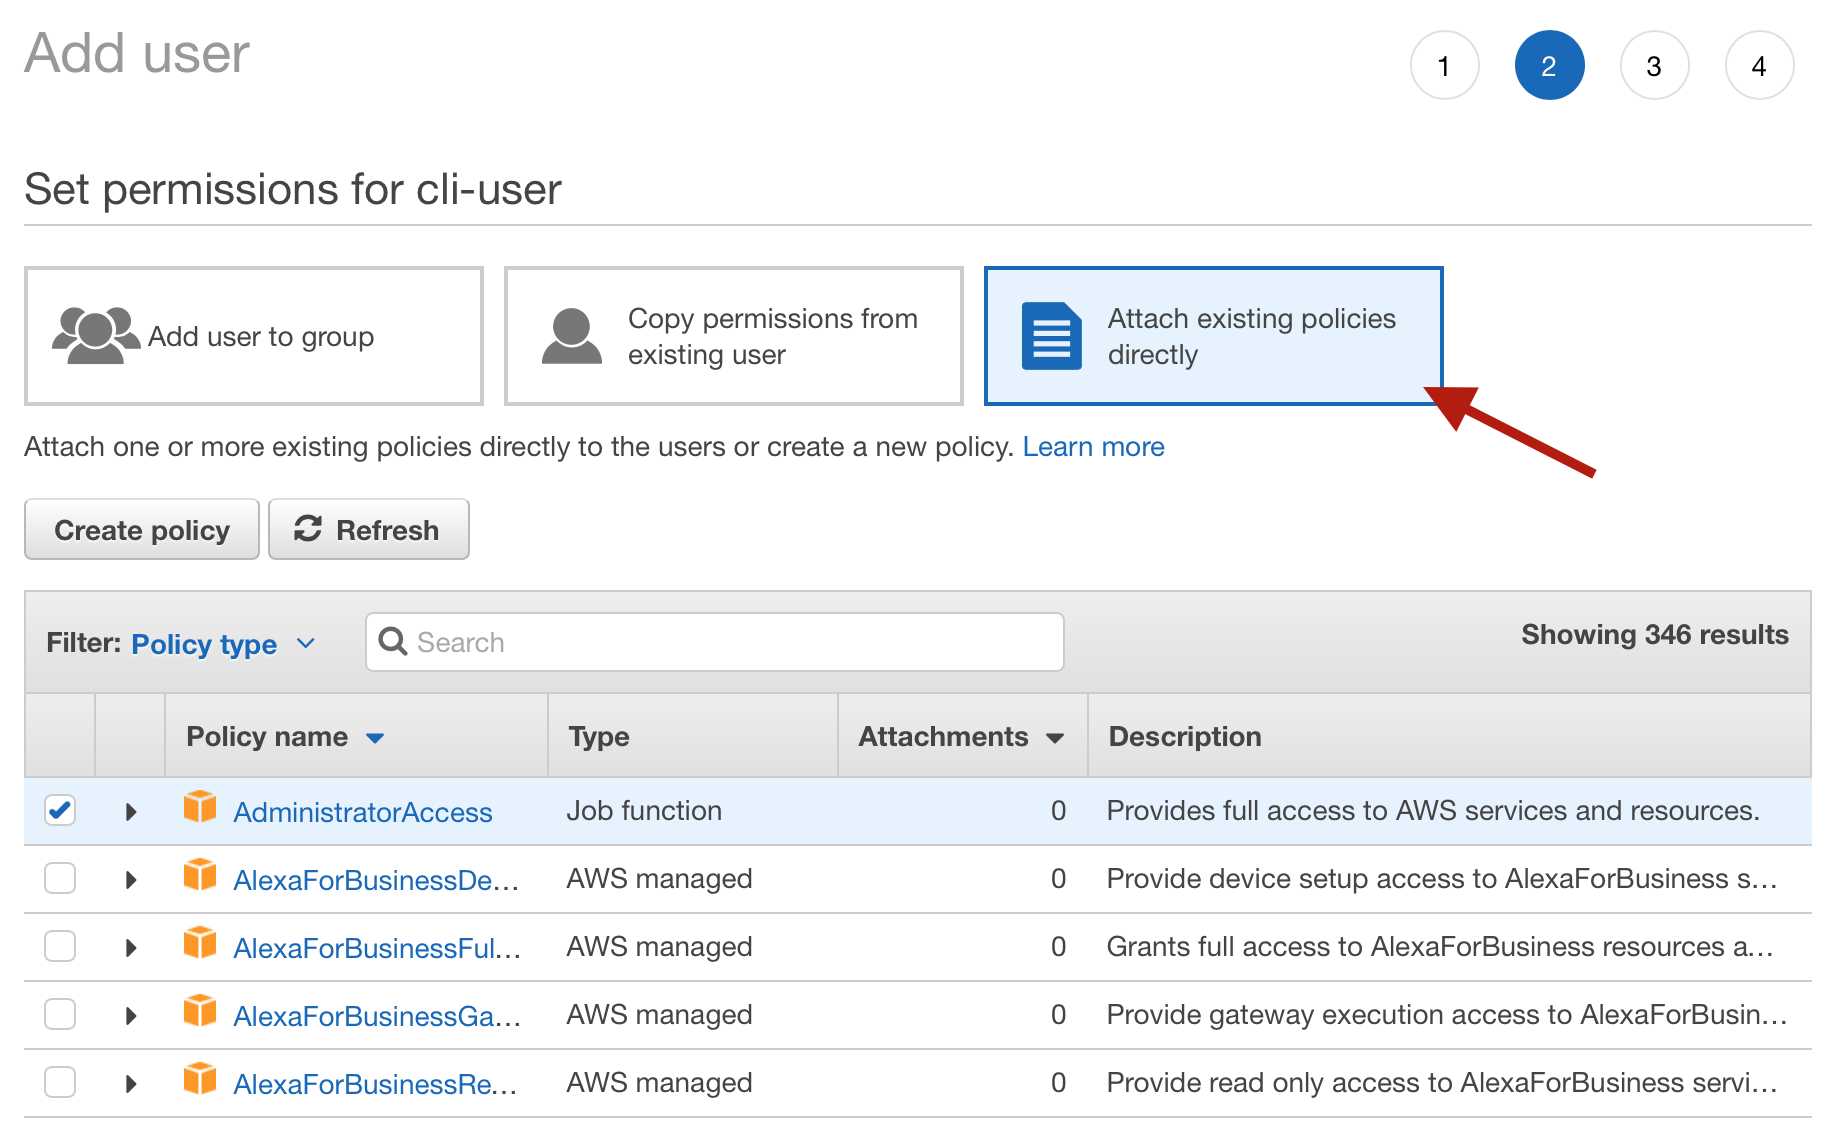 Add user
1 2 3 4
Set permissions for cli-user
Add user to group
Copy permissions from
existing user
Attach existing policies
directly
Attach one or more existing policies directly to the users or create a new policy. Learn more
Create policy Refresh
Filter: Policy type Search Showing 346 results
Policy name Type Attachments Description
AdministratorAccess Job function 0 Provides full access to AWS services and resources.
AlexaForBusinessDe... AWS managed 0 Provide device setup access to AlexaForBusiness s...
AlexaForBusinessFul... AWS managed 0 Grants full access to AlexaForBusiness resources a...
AlexaForBusinessGa... AWS managed 0 Provide gateway execution access to AlexaForBusin...
AlexaForBusinessRe... AWS managed 0 Provide read only access to AlexaForBusiness servi...